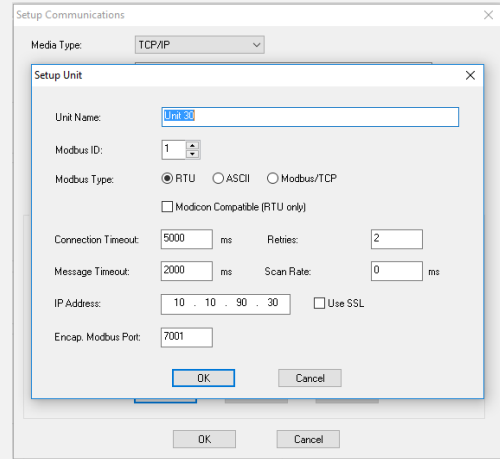 Setup Communications
Media Type: TCP/IP
Setup Unit
Unit Name: Unit 30
Modbus ID: 1
Modbus Type: RTU ASCII Modbus/TCP
Modicon Compatible (RTU only)
Connection Timeout: 5000 ms Retries: 2
Message Timeout: 2000 ms Scan Rate: 0 ms
IP Address: 10 . 10 . 90 . 30 Use SSL
Encap. Modbus Port: 7001
OK Cancel
OK Cancel